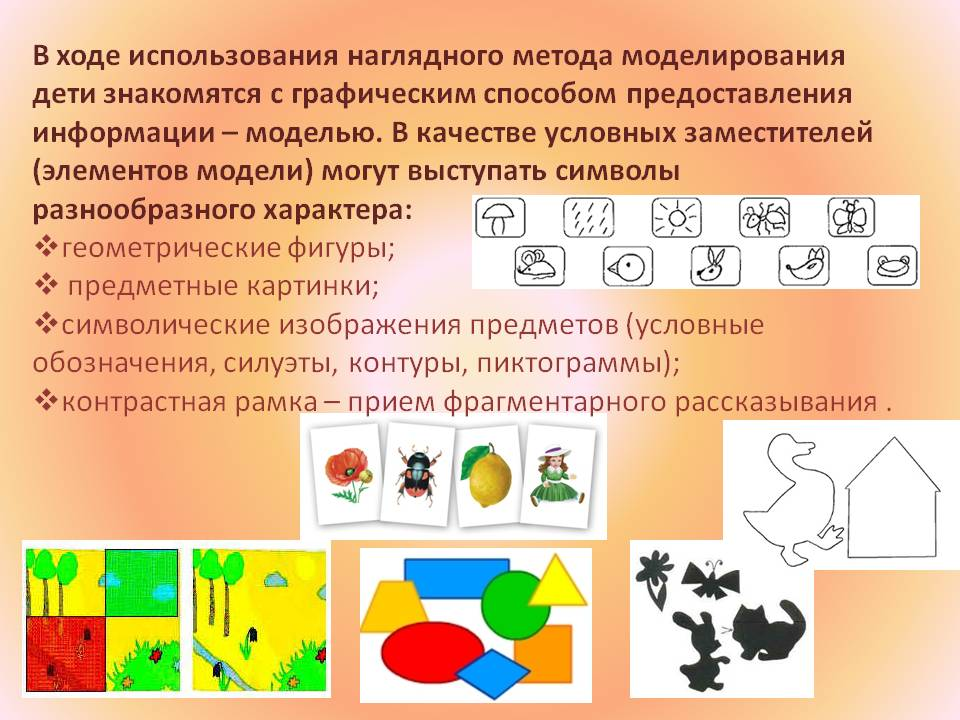 В ходе использования наглядного метода моделирования
дети знакомятся с графическим способом предоставления
информации – моделью. В качестве условных заместителей
(элементов модели) могут выступать символы
разнообразного характера:
❖геометрические фигуры;
❖ предметные картинки;
❖символические изображения предметов (условные
обозначения, силуэты, контуры, пиктограммы);
❖контрастная рамка – прием фрагментарного рассказывания .